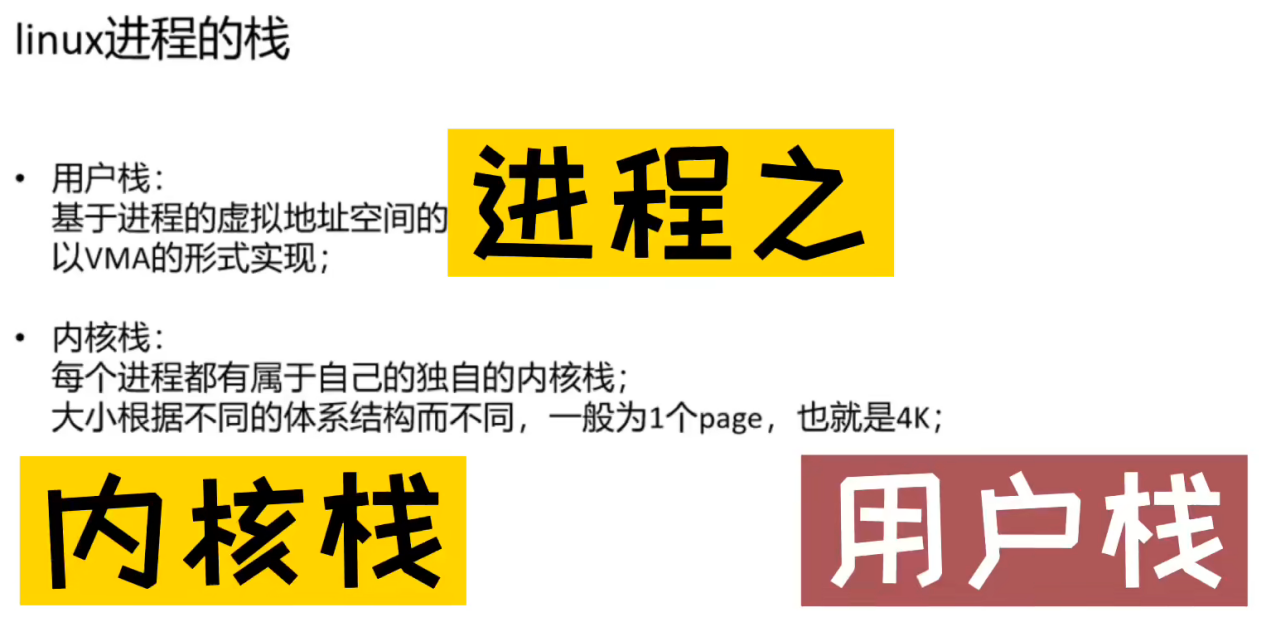 linux进程的栈
• 用户栈：
基于进程的虚拟地址空间的
以VMA的形式实现；
进程之
• 内核栈：
每个进程都有属于自己的独自的内核栈；
大小根据不同的体系结构而不同，一般为1个page，也就是4K；
内核栈
用户栈